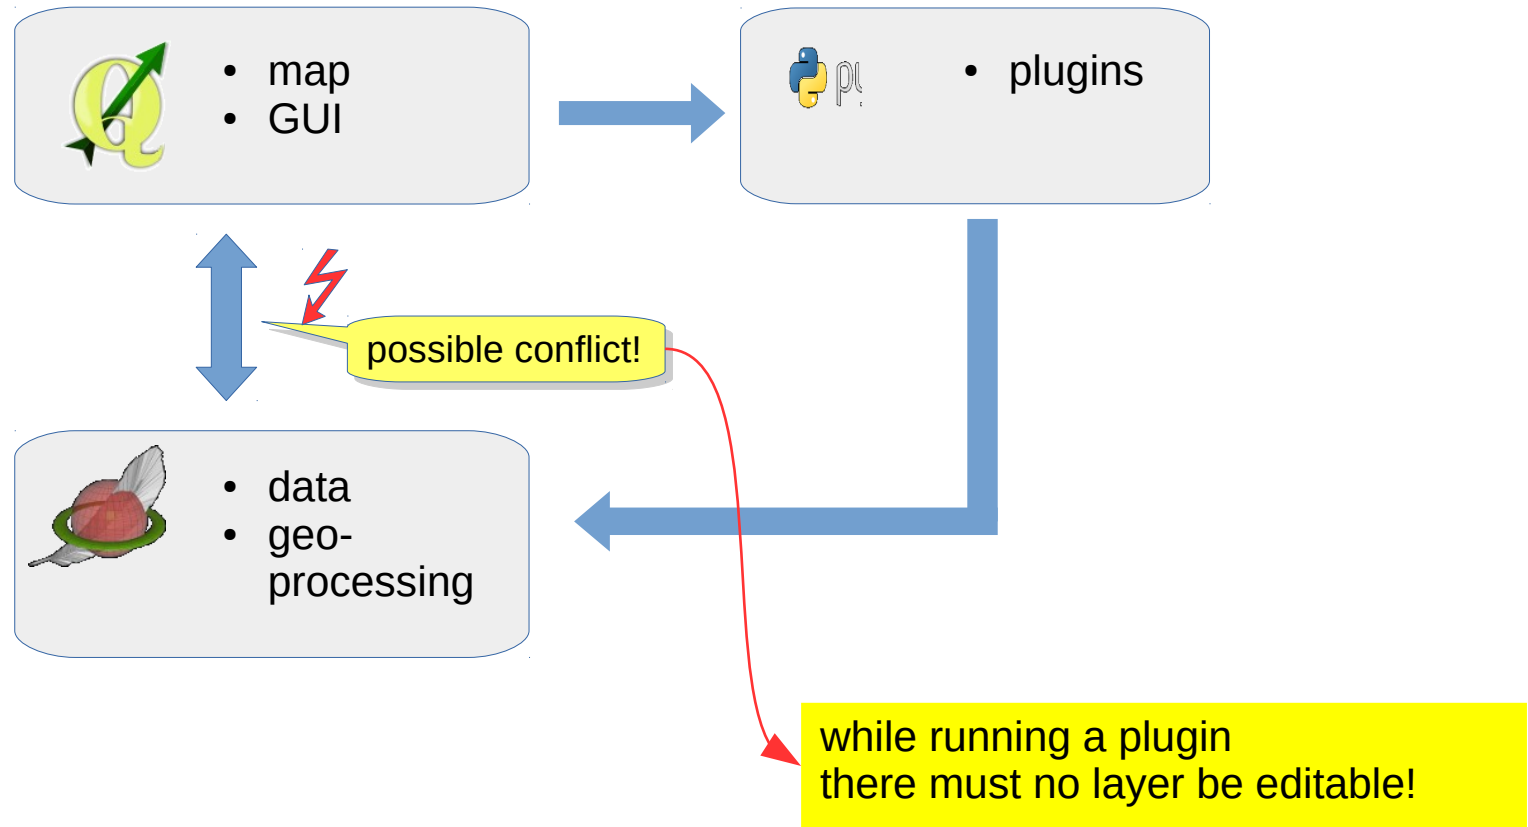 • map
• GUI
• plugins
possible conflict!
• data
• geo-
processing
while running a plugin
there must no layer be editable!